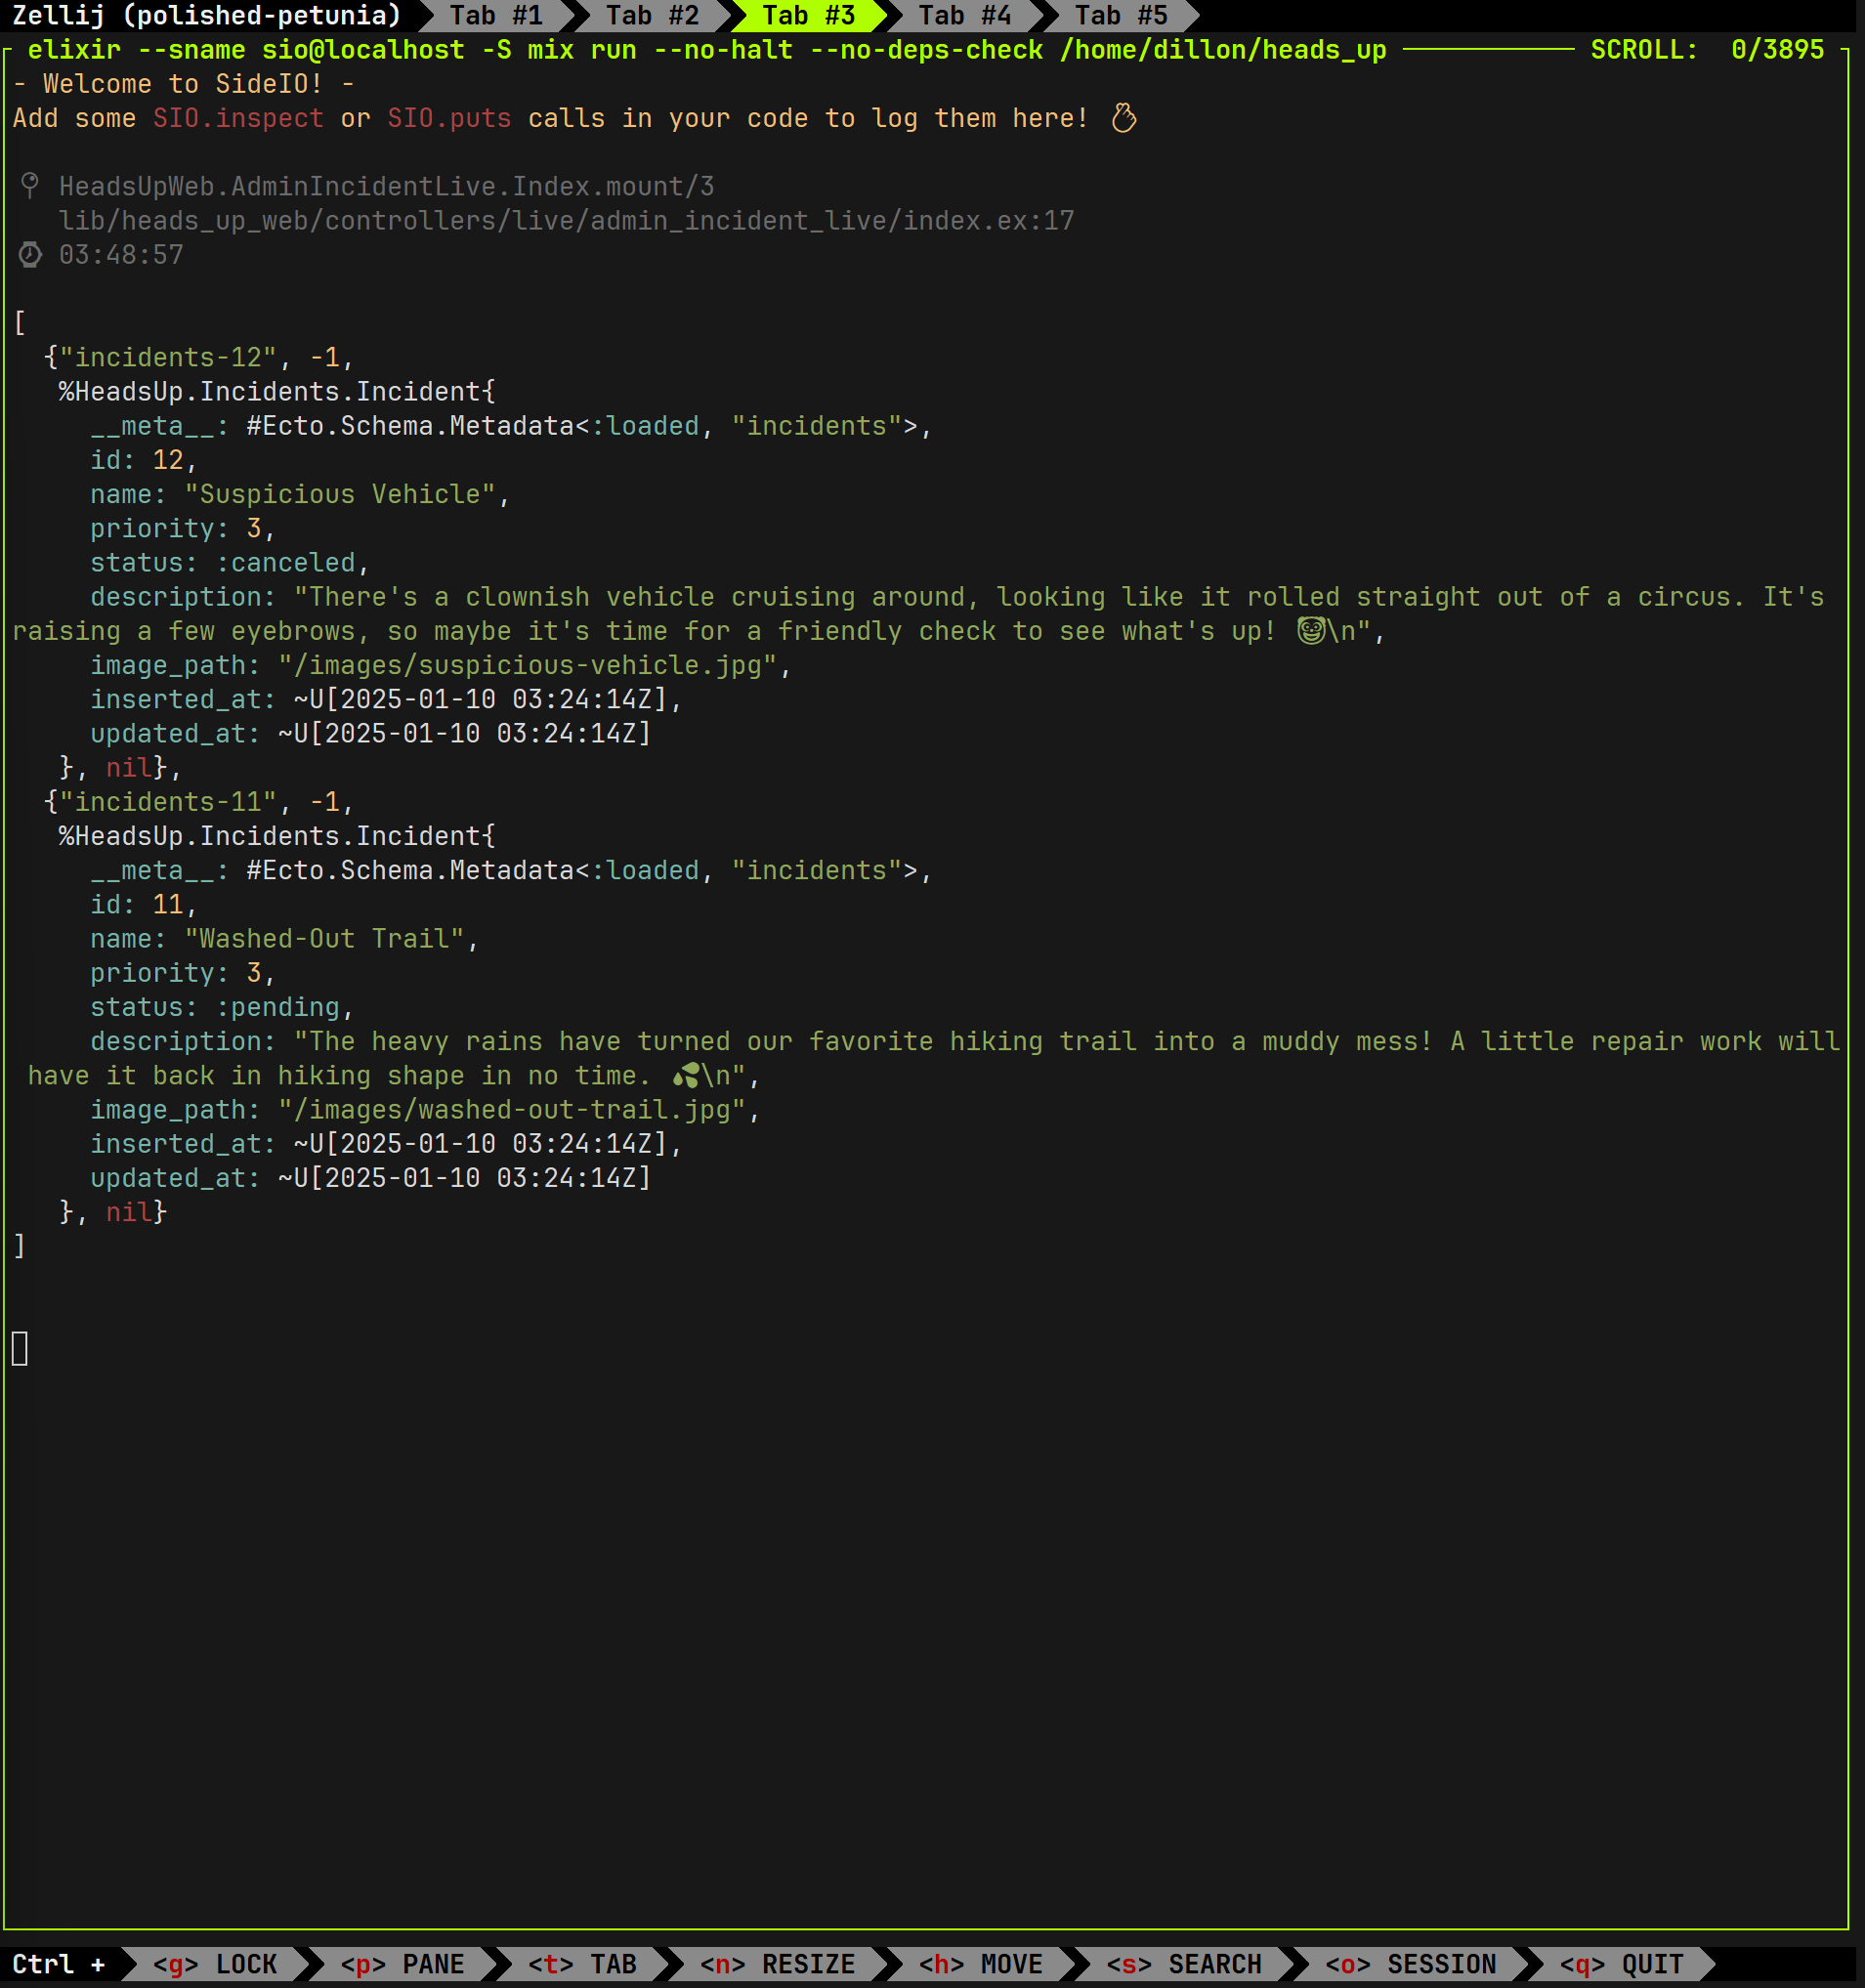 Zellij (polished-petunia) Tab #1 Tab #2 Tab #3 Tab #4 Tab #5
elixir --sname sio@localhost -S mix run --no-halt --no-deps-check /home/dillon/heads_up SCROLL: 0/3895
- Welcome to SideIO! -
Add some SIO.inspect or SIO.puts calls in your code to log them here! 🫰
📍 HeadsUpWeb.AdminIncidentLive.Index.mount/3
lib/heads_up_web/controllers/live/admin_incident_live/index.ex:17
⌚ 03:48:57
[
{"incidents-12", -1,
%HeadsUp.Incidents.Incident{
__meta__: #Ecto.Schema.Metadata<:loaded, "incidents">,
id: 12,
name: "Suspicious Vehicle",
priority: 3,
status: :canceled,
description: "There's a clownish vehicle cruising around, looking like it rolled straight out of a circus. It's
raising a few eyebrows, so maybe it's time for a friendly check to see what's up! 🤡\n",
image_path: "/images/suspicious-vehicle.jpg",
inserted_at: ~U[2025-01-10 03:24:14Z],
updated_at: ~U[2025-01-10 03:24:14Z]
}, nil},
{"incidents-11", -1,
%HeadsUp.Incidents.Incident{
__meta__: #Ecto.Schema.Metadata<:loaded, "incidents">,
id: 11,
name: "Washed-Out Trail",
priority: 3,
status: :pending,
description: "The heavy rains have turned our favorite hiking trail into a muddy mess! A little repair work will
have it back in hiking shape in no time. 💦\n",
image_path: "/images/washed-out-trail.jpg",
inserted_at: ~U[2025-01-10 03:24:14Z],
updated_at: ~U[2025-01-10 03:24:14Z]
}, nil}
]
Ctrl + <g> LOCK <p> PANE <t> TAB <n> RESIZE <h> MOVE <s> SEARCH <o> SESSION <q> QUIT